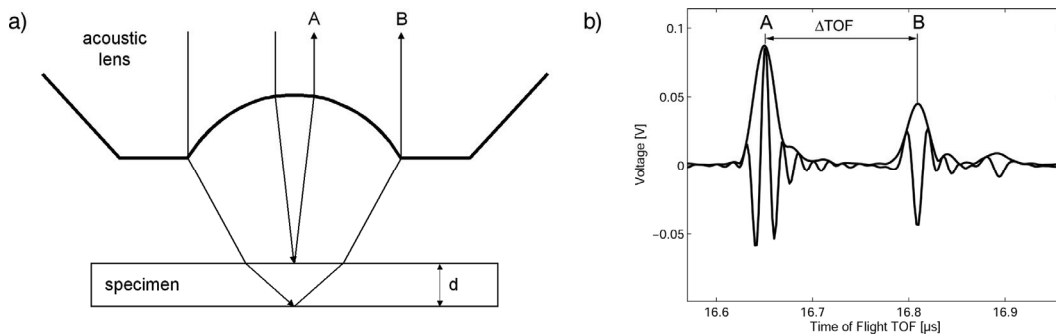 a)
acoustic
lens
A
B
specimen
d
b)
A
B
ΔTOF
Voltage [V]
0.1
0.05
0
−0.05
16.6
16.7
16.8
16.9
Time of Flight TOF [µs]